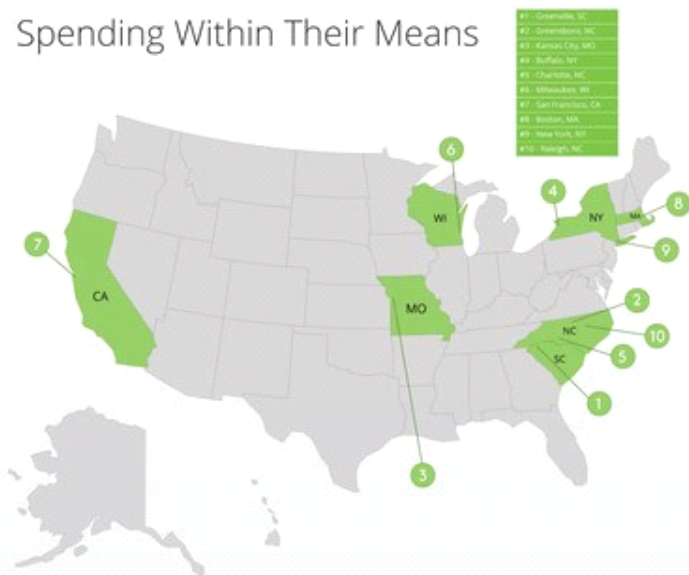 Spending Within Their Means
#1 - Greenville, SC
#2 - Greensboro, NC
#3 - Kansas City, MO
#4 - Buffalo, NY
#5 - Charlotte, NC
#6 - Milwaukee, WI
#7 - San Francisco, CA
#8 - Boston, MA
#9 - New York, NY
#10 - Raleigh, NC
6
4
8
WI
NY
MA
7
9
CA
2
MO
NC
10
5
SC
1
3